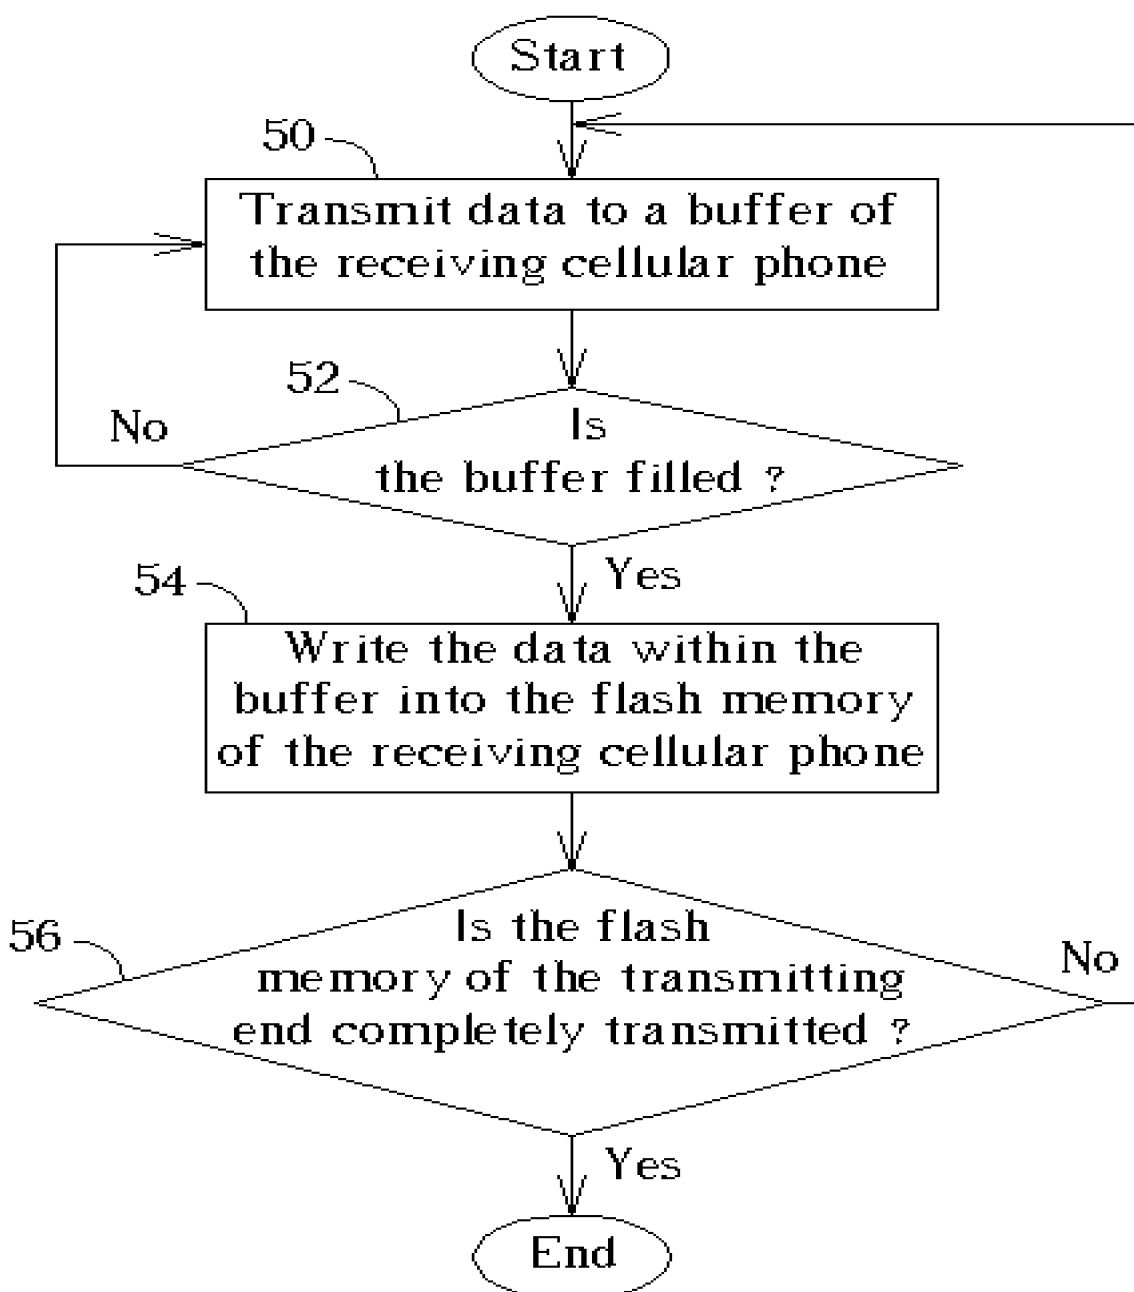 Start
50
Transmit data to a buffer of
the receiving cellular phone
52
No
Is
the buffer filled ?
Yes
54
Write the data within the
buffer into the flash memory
of the receiving cellular phone
56
Is the flash
memory of the transmitting
end completely transmitted ?
No
Yes
End